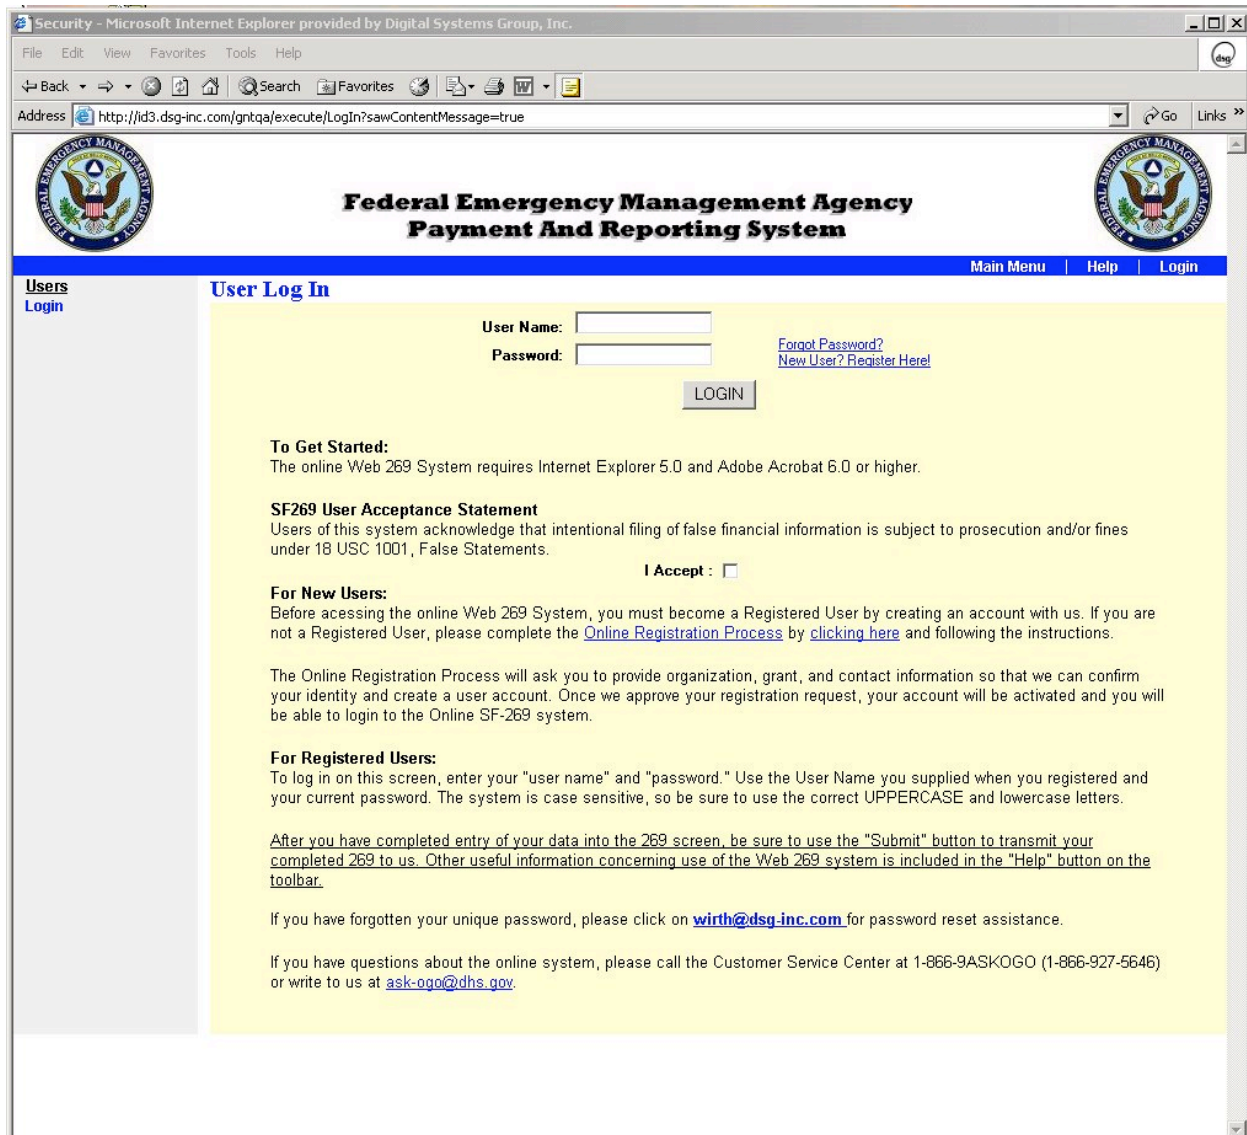 Security - Microsoft Internet Explorer provided by Digital Systems Group, Inc.
File Edit View Favorites Tools Help
dsg
Back Search Favorites
Address http://id3.dsg-inc.com/gntqa/execute/LogIn?sawContentMessage=true Go Links »
FEDERAL EMERGENCY MANAGEMENT AGENCY
FEDERAL EMERGENCY MANAGEMENT AGENCY
Federal Emergency Management Agency
Payment And Reporting System
Main Menu | Help | Login
Users
Login
User Log In
User Name:
Password:
Forgot Password?
New User? Register Here!
LOGIN
To Get Started:
The online Web 269 System requires Internet Explorer 5.0 and Adobe Acrobat 6.0 or higher.
SF269 User Acceptance Statement
Users of this system acknowledge that intentional filing of false financial information is subject to prosecution and/or fines
under 18 USC 1001, False Statements.
I Accept :
For New Users:
Before acessing the online Web 269 System, you must become a Registered User by creating an account with us. If you are
not a Registered User, please complete the Online Registration Process by clicking here and following the instructions.
The Online Registration Process will ask you to provide organization, grant, and contact information so that we can confirm
your identity and create a user account. Once we approve your registration request, your account will be activated and you will
be able to login to the Online SF-269 system.
For Registered Users:
To log in on this screen, enter your "user name" and "password." Use the User Name you supplied when you registered and
your current password. The system is case sensitive, so be sure to use the correct UPPERCASE and lowercase letters.
After you have completed entry of your data into the 269 screen, be sure to use the "Submit" button to transmit your
completed 269 to us. Other useful information concerning use of the Web 269 system is included in the "Help" button on the
toolbar.
If you have forgotten your unique password, please click on wirth@dsg-inc.com for password reset assistance.
If you have questions about the online system, please call the Customer Service Center at 1-866-9ASKOGO (1-866-927-5646)
or write to us at ask-ogo@dhs.gov.